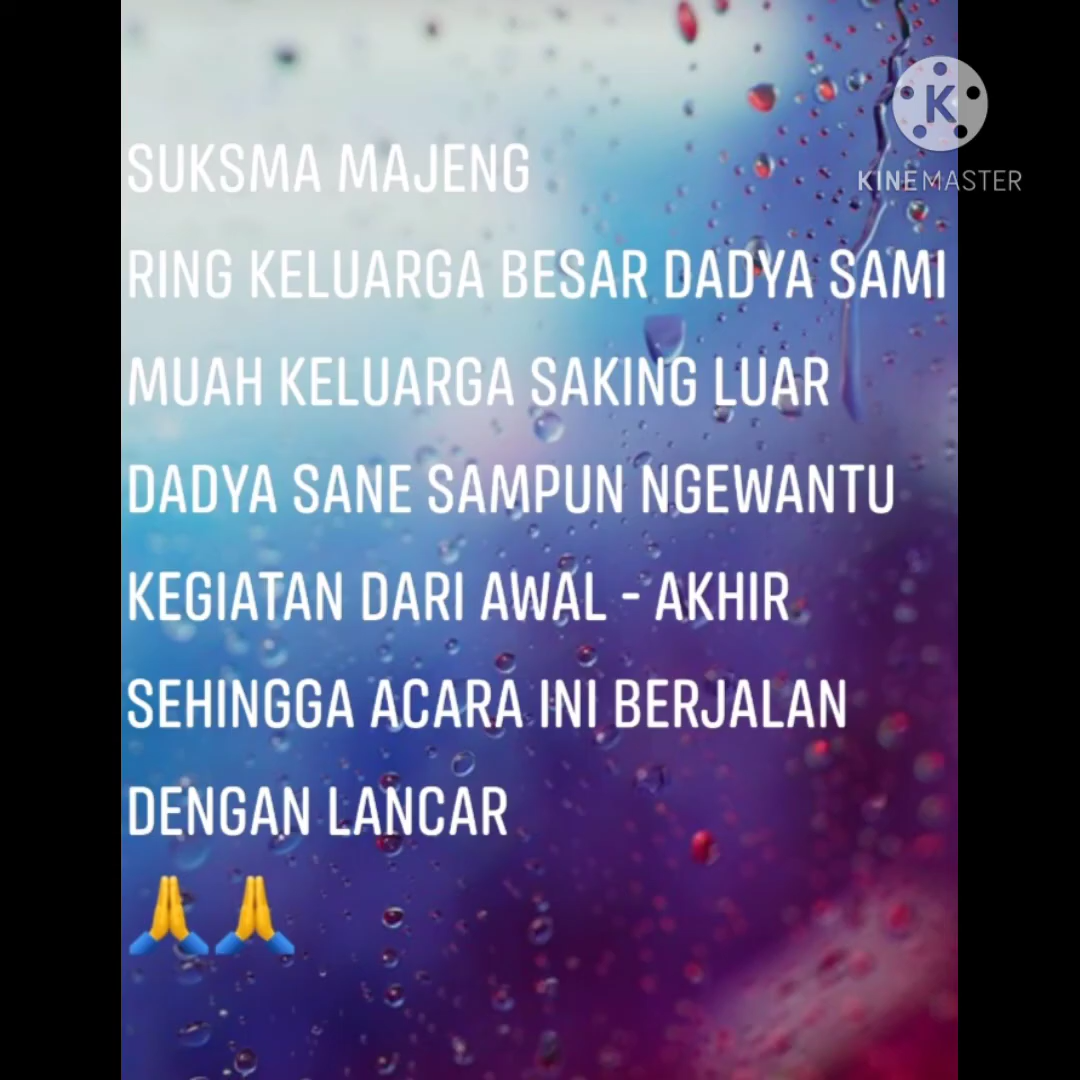 SUKSMA MAJENG
RING KELUARGA BESAR DADYA SAMI
MUAH KELUARGA SAKING LUAR
DADYA SANE SAMPUN NGEWANTU
KEGIATAN DARI AWAL - AKHIR
SEHINGGA ACARA INI BERJALAN
DENGAN LANCAR
🙏🙏
K
KINEMASTER